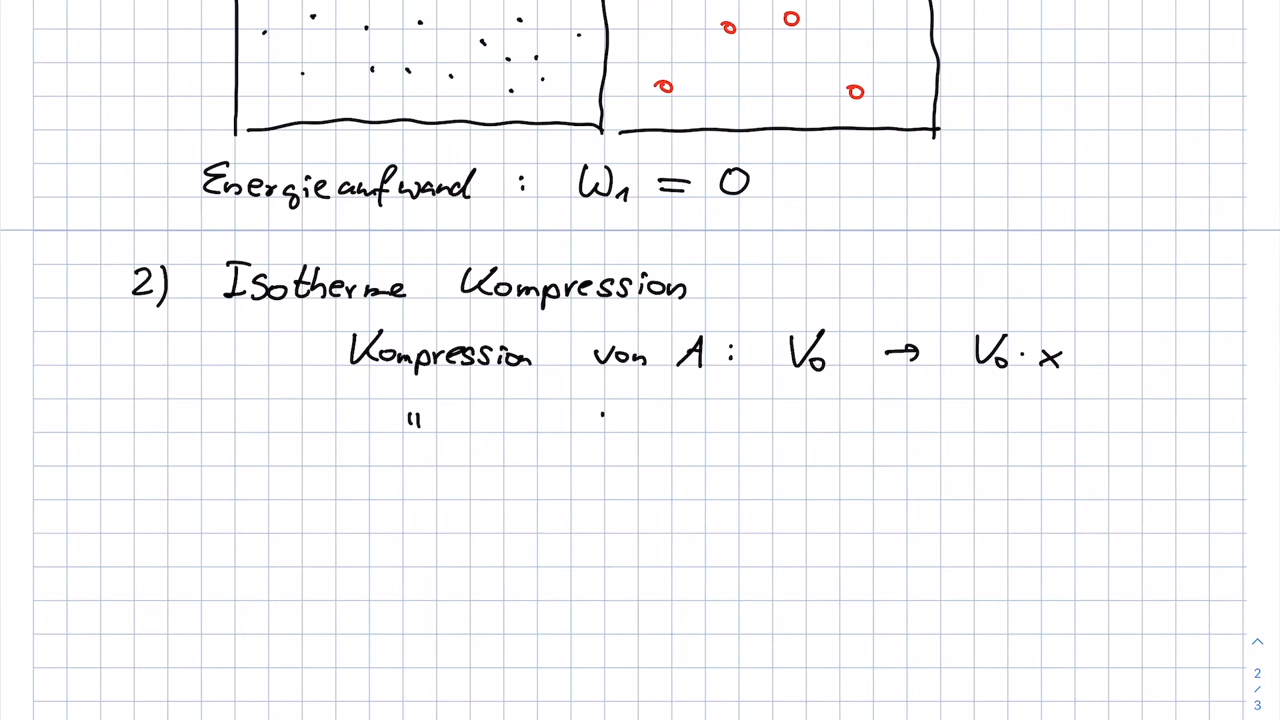 Energieaufwand : W₁ = 0
2) Isotherme Kompression
Kompression von A : V₀ → V₀ · x
" .
2
/
3